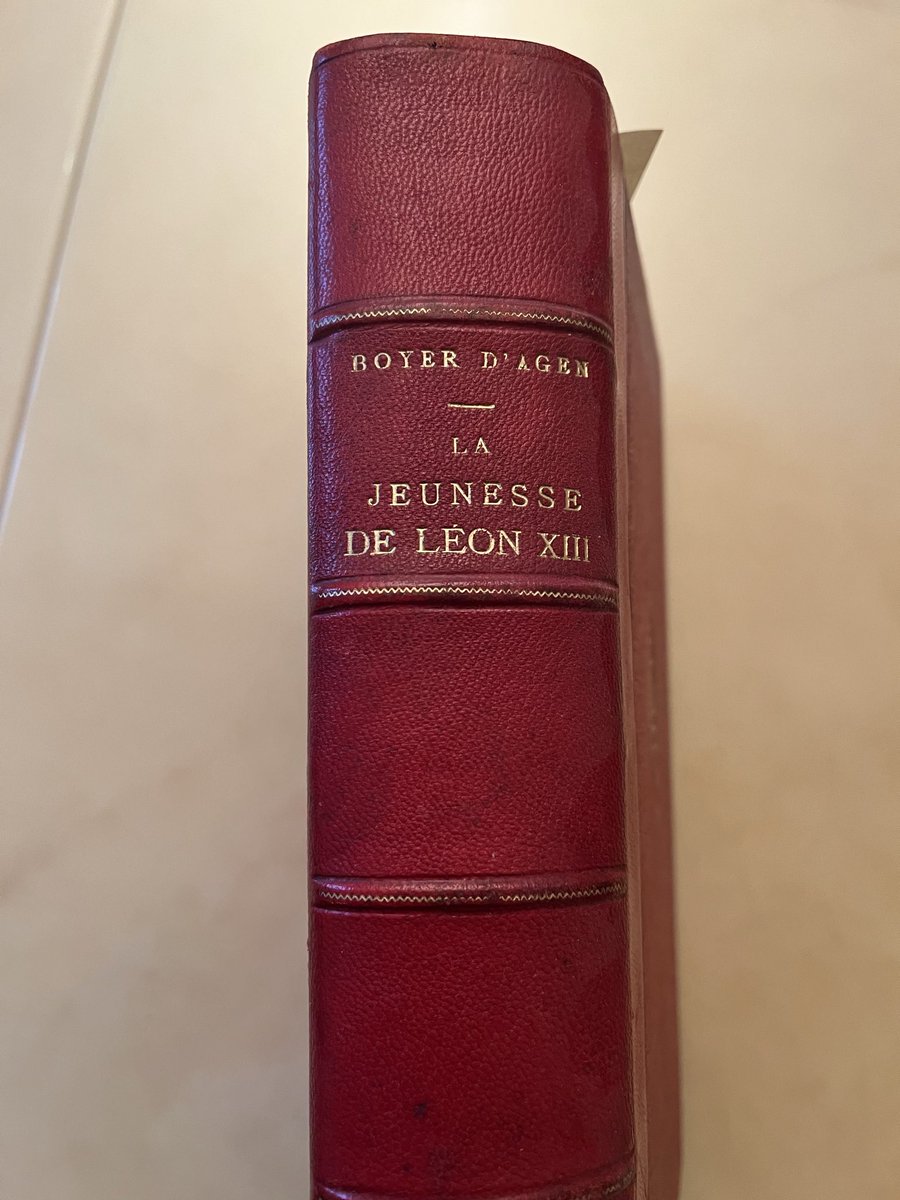 BOYER D'AGEN
LA
JEUNESSE
DE LÉON XIII